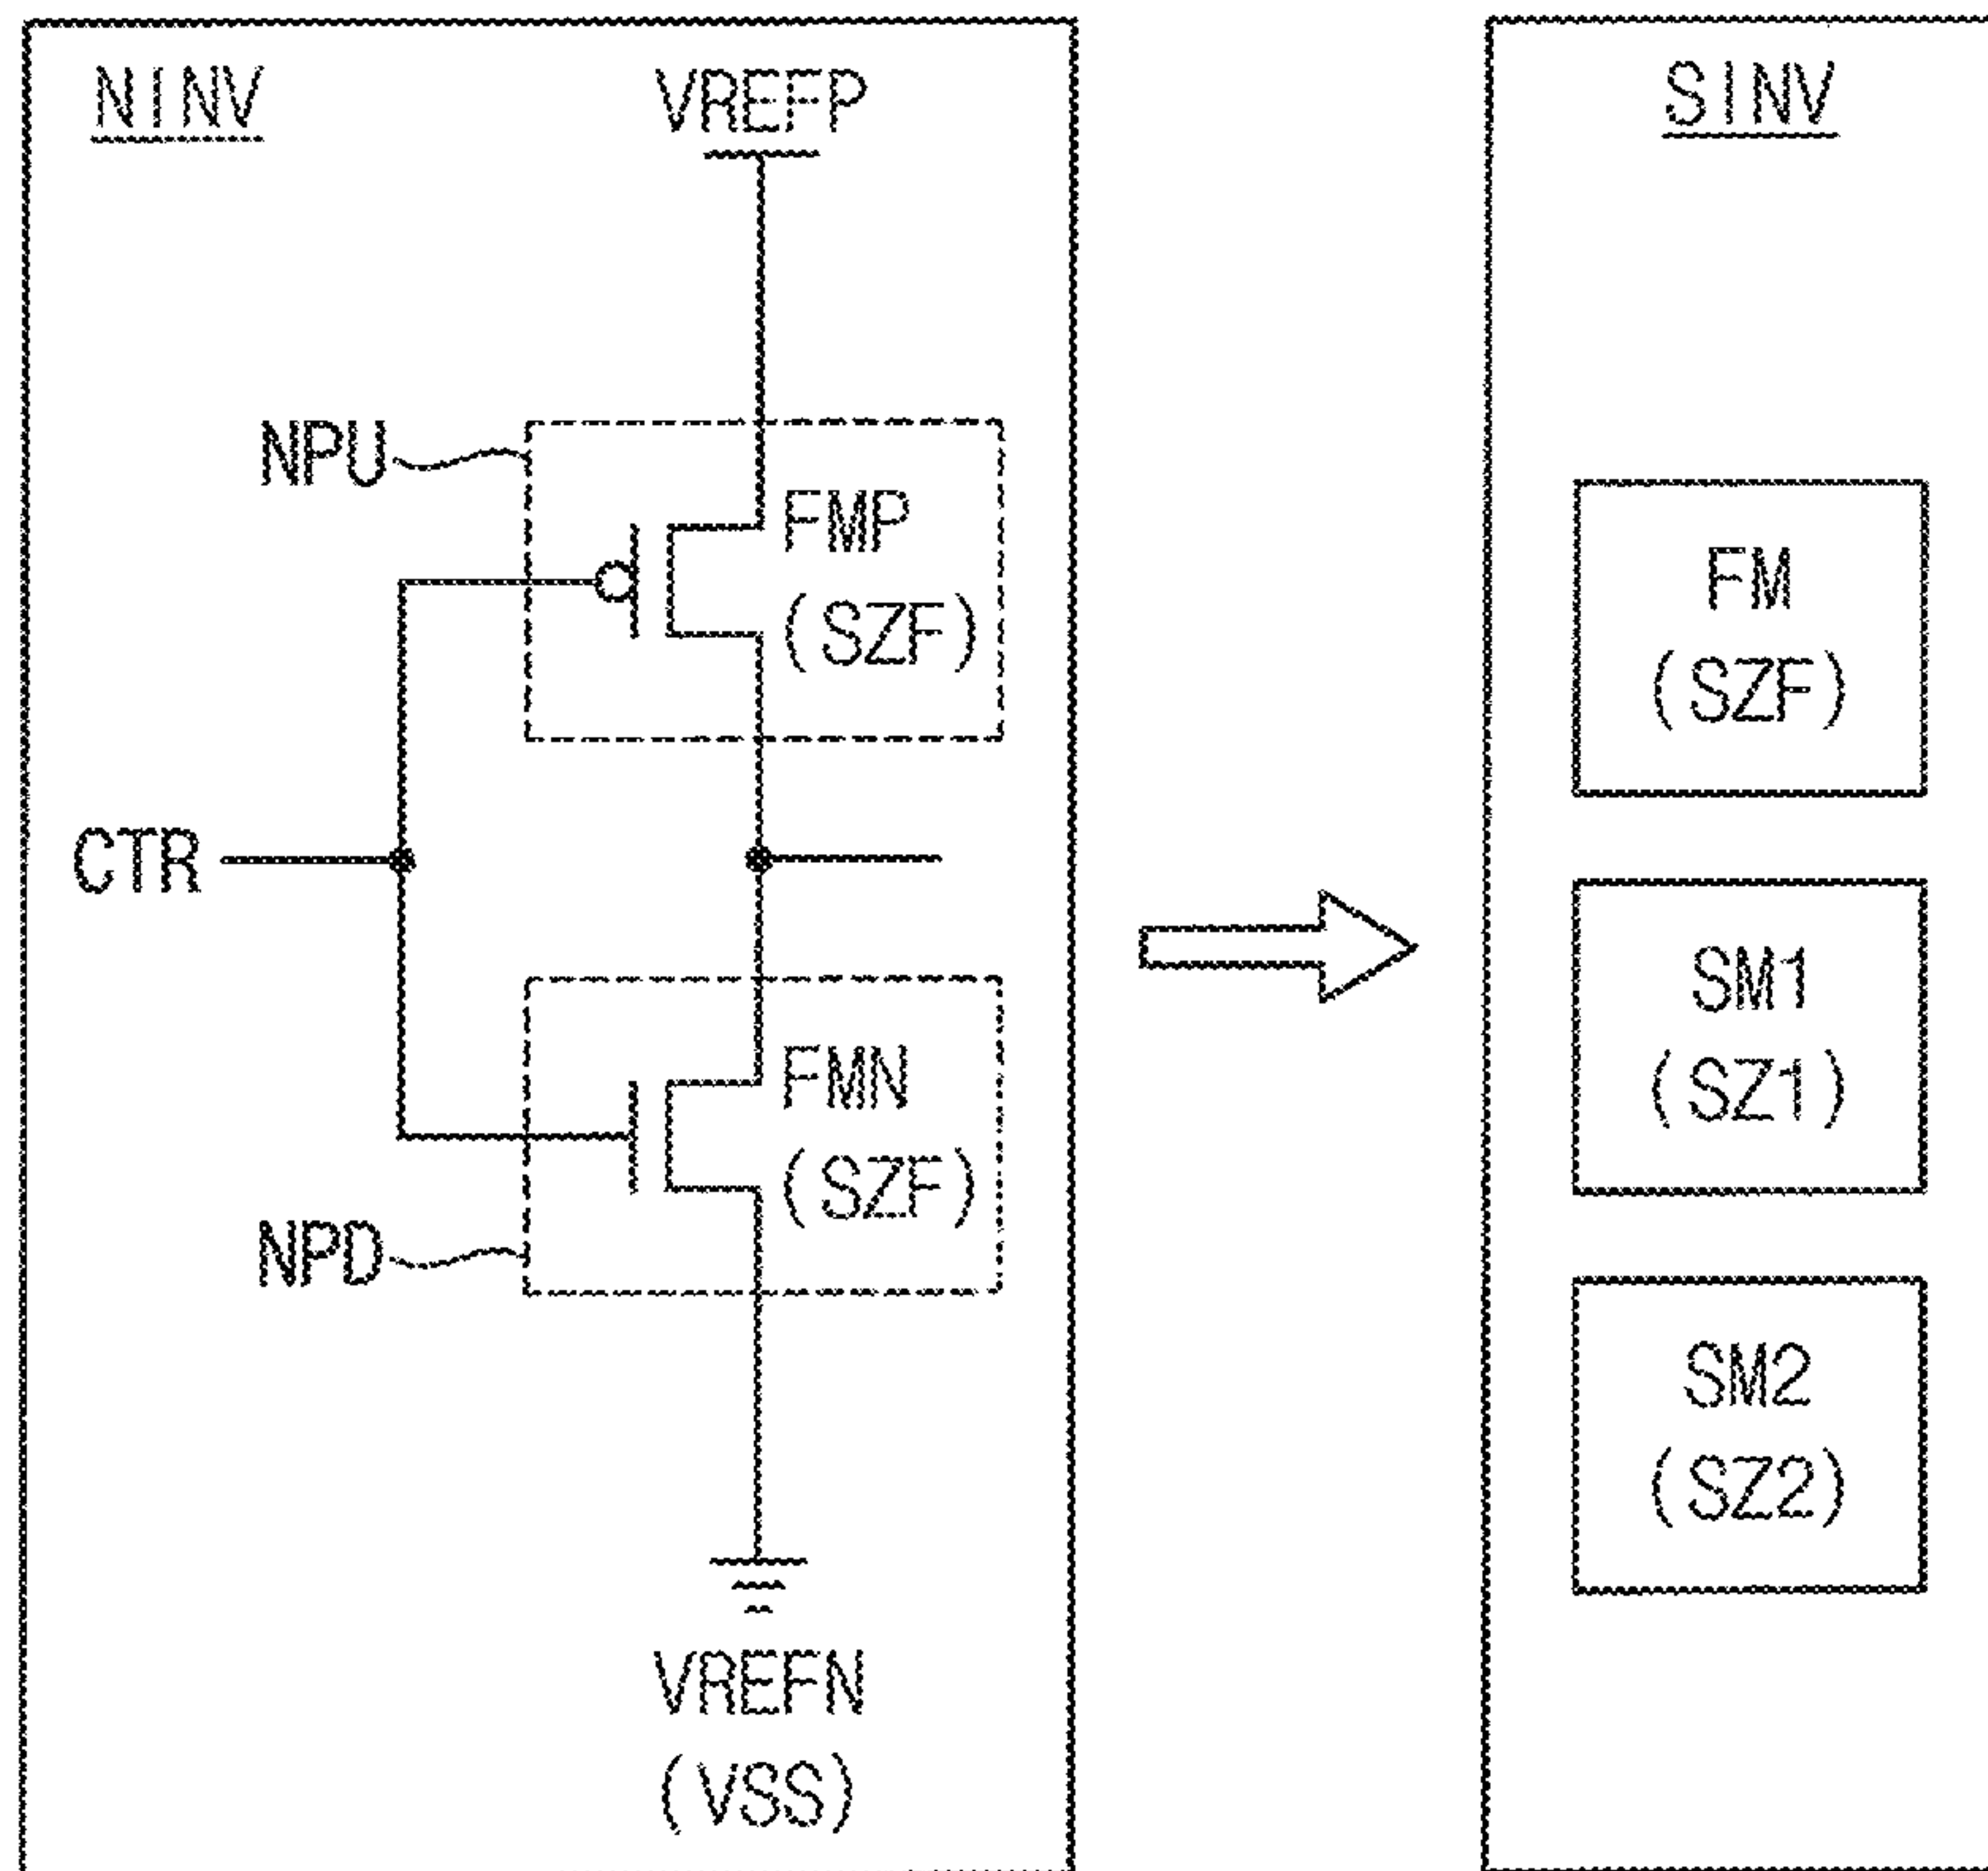 NINV
VREFP
NPU
FMP
(SZF)
CTR
FMN
(SZF)
NPD
VREFN
(VSS)
SINV
FM
(SZF)
SM1
(SZ1)
SM2
(SZ2)